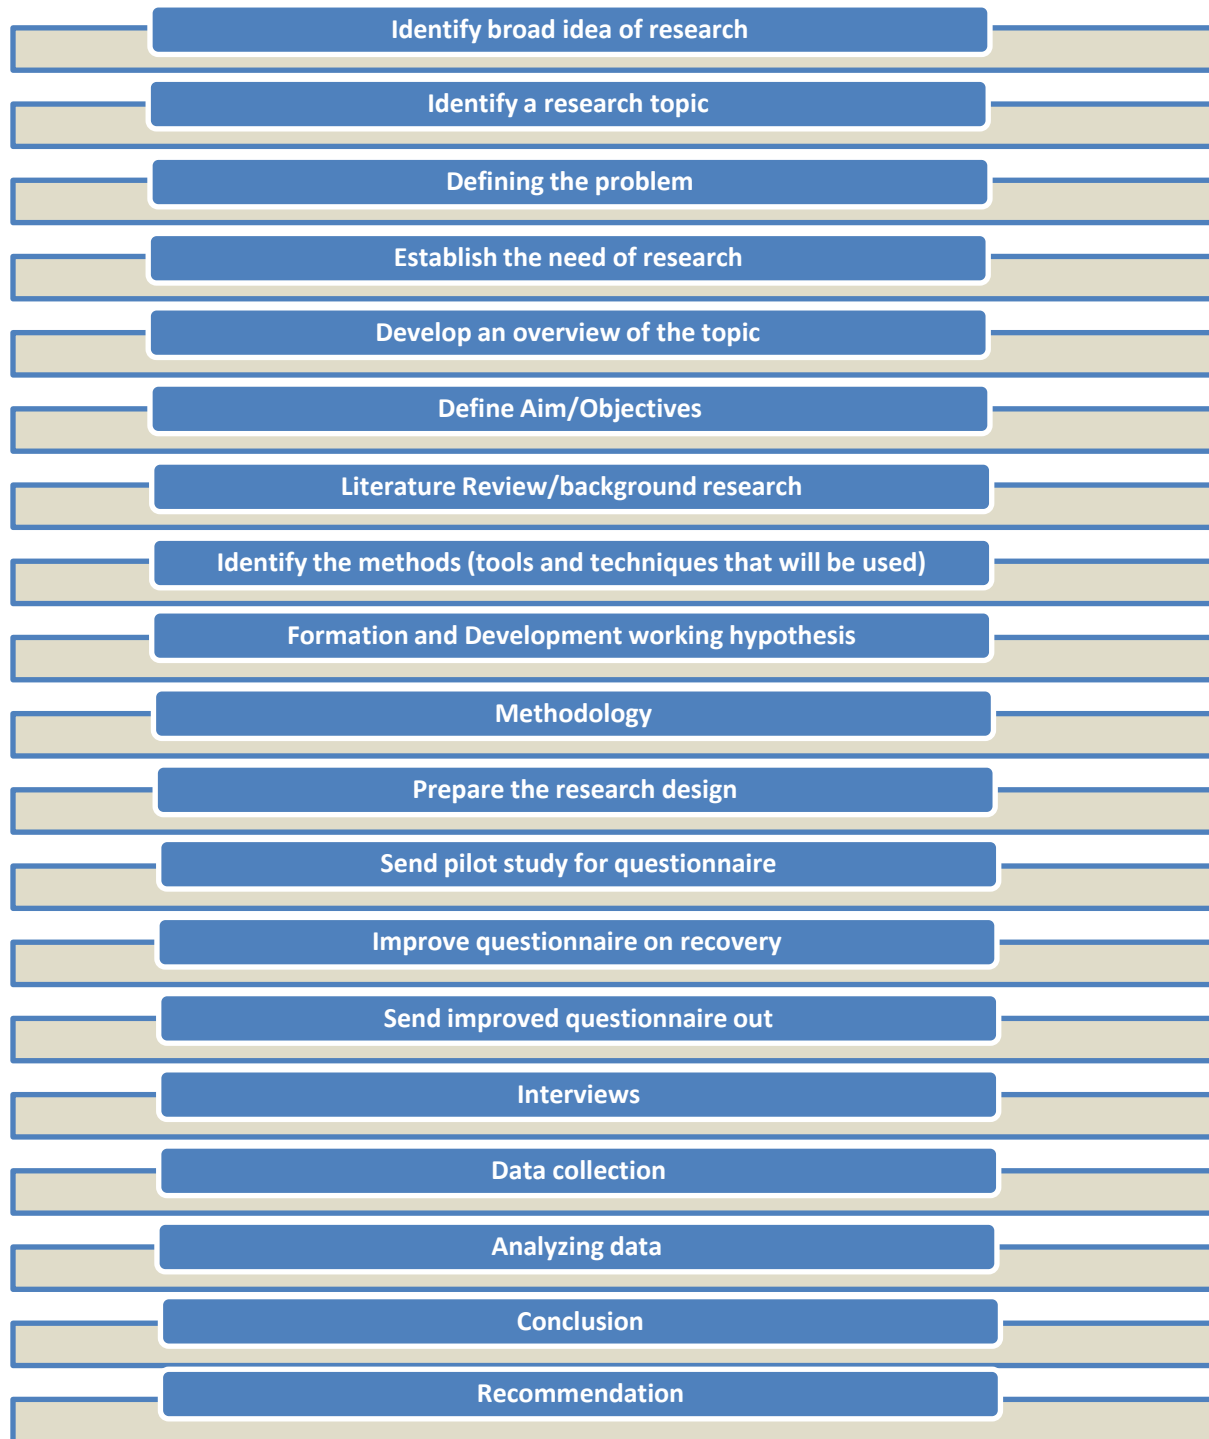 Identify broad idea of research
Identify a research topic
Defining the problem
Establish the need of research
Develop an overview of the topic
Define Aim/Objectives
Literature Review/background research
Identify the methods (tools and techniques that will be used)
Formation and Development working hypothesis
Methodology
Prepare the research design
Send pilot study for questionnaire
Improve questionnaire on recovery
Send improved questionnaire out
Interviews
Data collection
Analyzing data
Conclusion
Recommendation